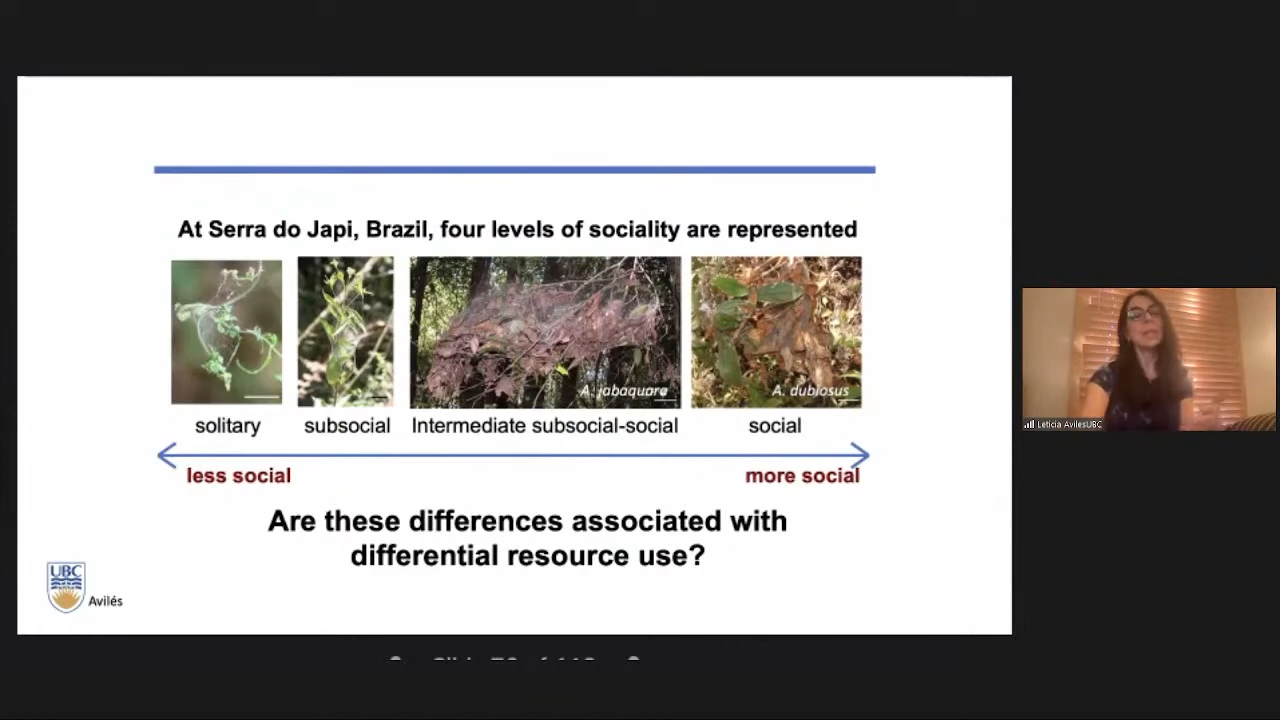 At Serra do Japi, Brazil, four levels of sociality are represented
A. jabaquara
A. dubiosus
solitary
subsocial
Intermediate subsocial-social
social
less social
more social
Are these differences associated with
differential resource use?
UBC
Avilés
Leticia AvilesUBC